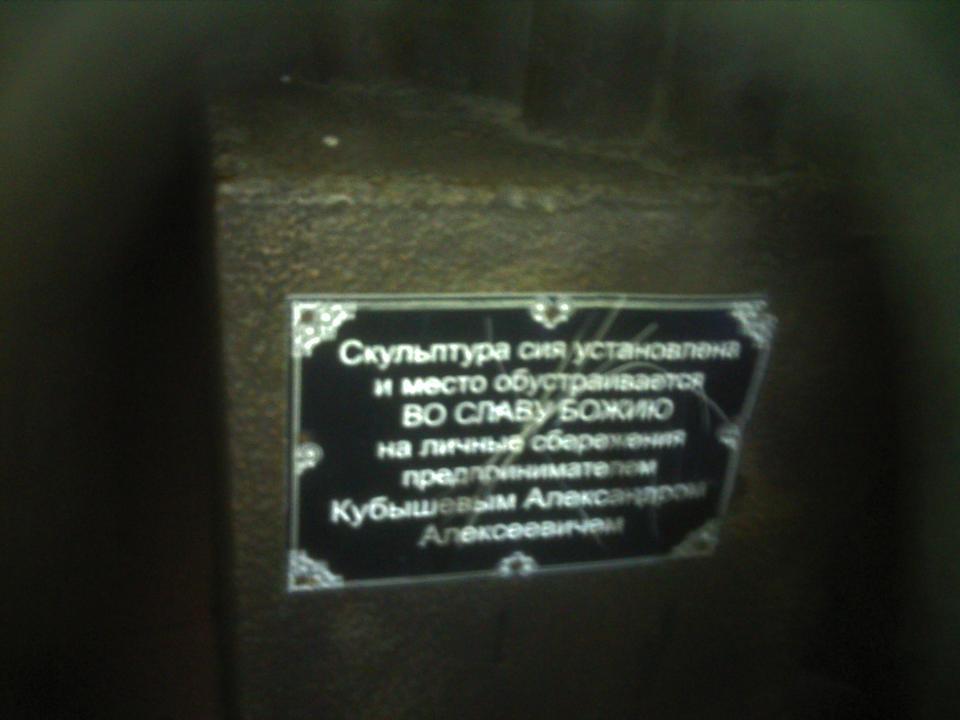 Скульптура сия установлена
и место обустраивается
ВО СЛАВУ БОЖИЮ
на личные сбережения
предпринимателем
Кубышевым Александром
Алексеевичем